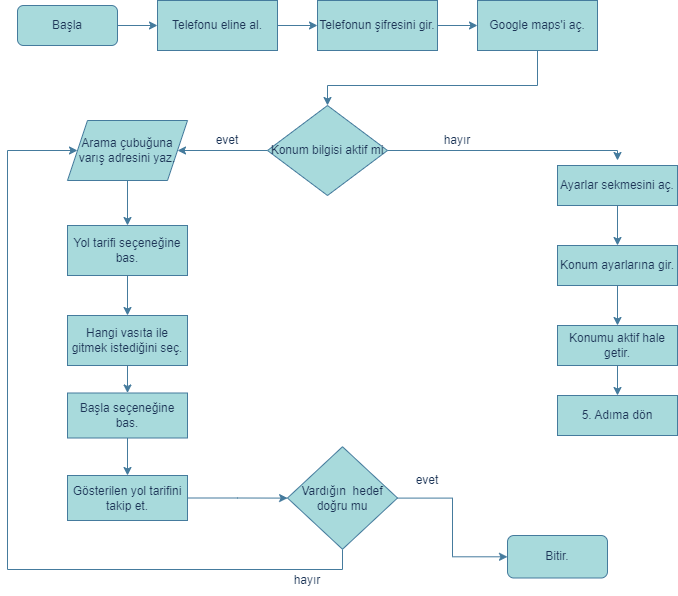 Başla
Telefonu eline al.
Telefonun şifresini gir.
Google maps'i aç.
Konum bilgisi aktif mi
evet
hayır
Arama çubuğuna
varış adresini yaz.
Yol tarifi seçeneğine
bas.
Hangi vasıta ile
gitmek istediğini seç.
Başla seçeneğine
bas.
Gösterilen yol tarifini
takip et.
Ayarlar sekmesini aç.
Konum ayarlarına gir.
Konumu aktif hale
getir.
5. Adıma dön
Vardığın hedef
doğru mu
evet
hayır
Bitir.